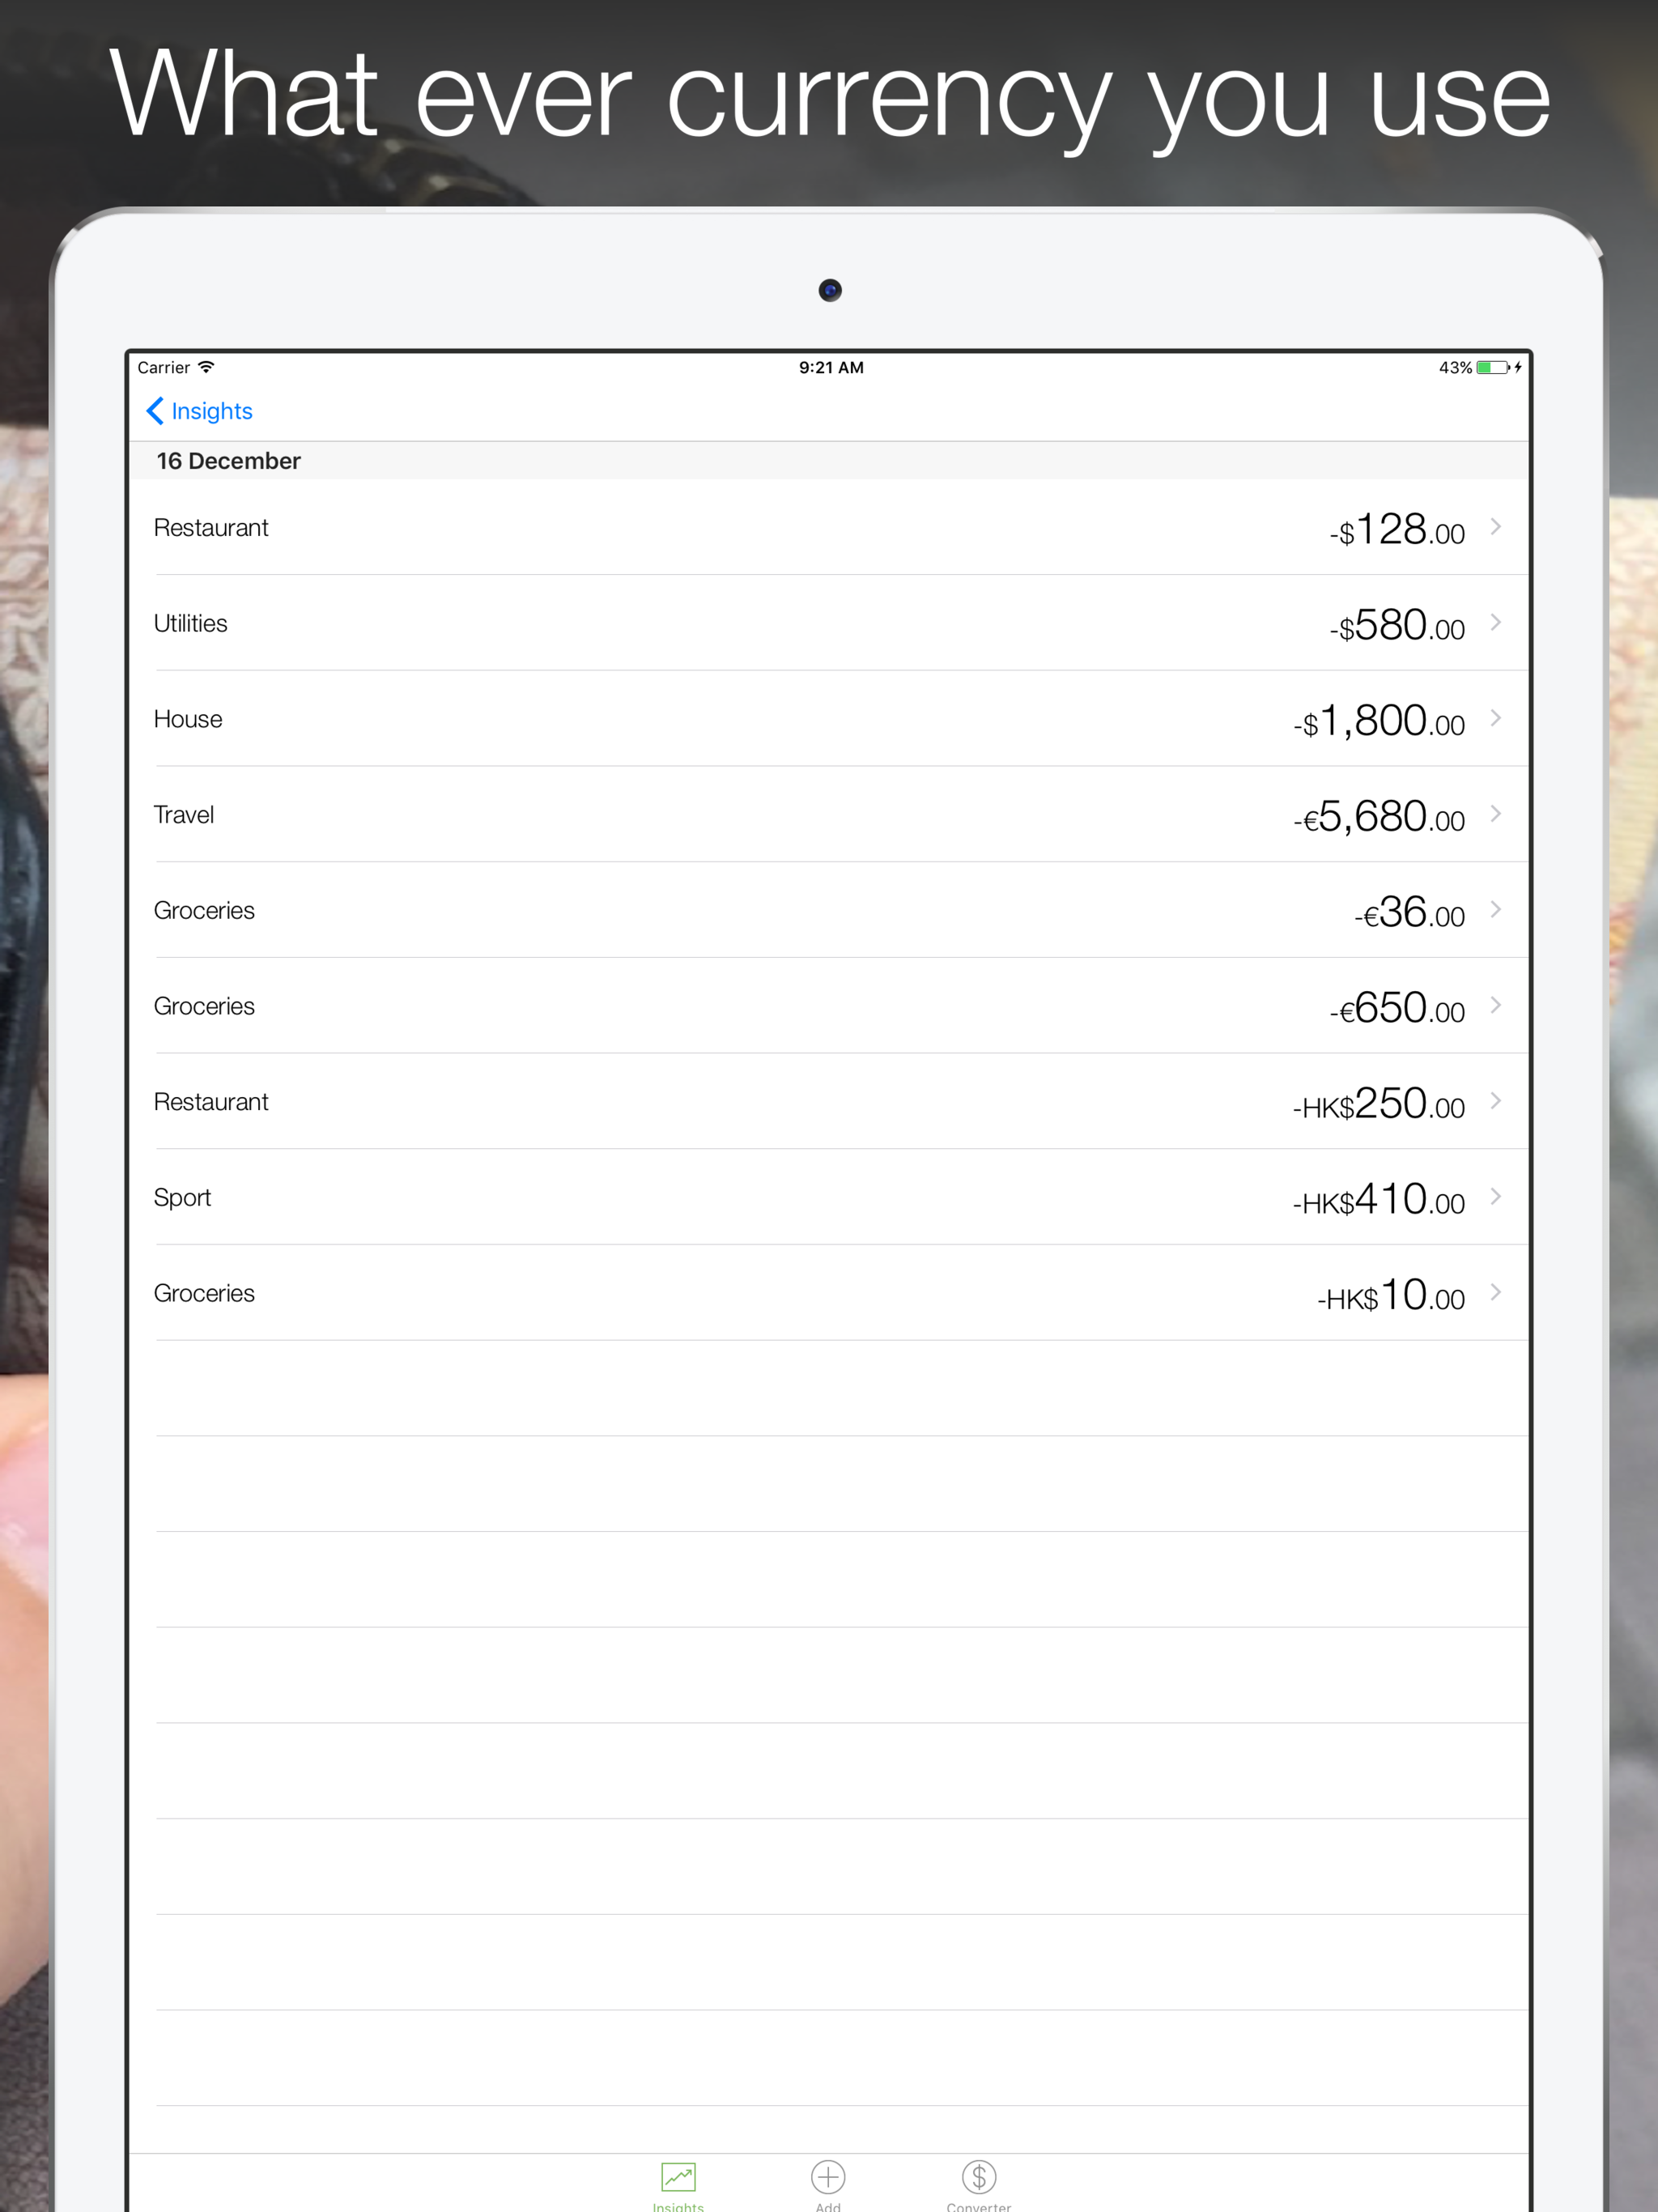 What ever currency you use
Carrier 9:21 AM 43%
Insights
16 December
Restaurant -$128.00
Utilities -$580.00
House -$1,800.00
Travel -€5,680.00
Groceries -€36.00
Groceries -€650.00
Restaurant -HK$250.00
Sport -HK$410.00
Groceries -HK$10.00
Insights Add Converter